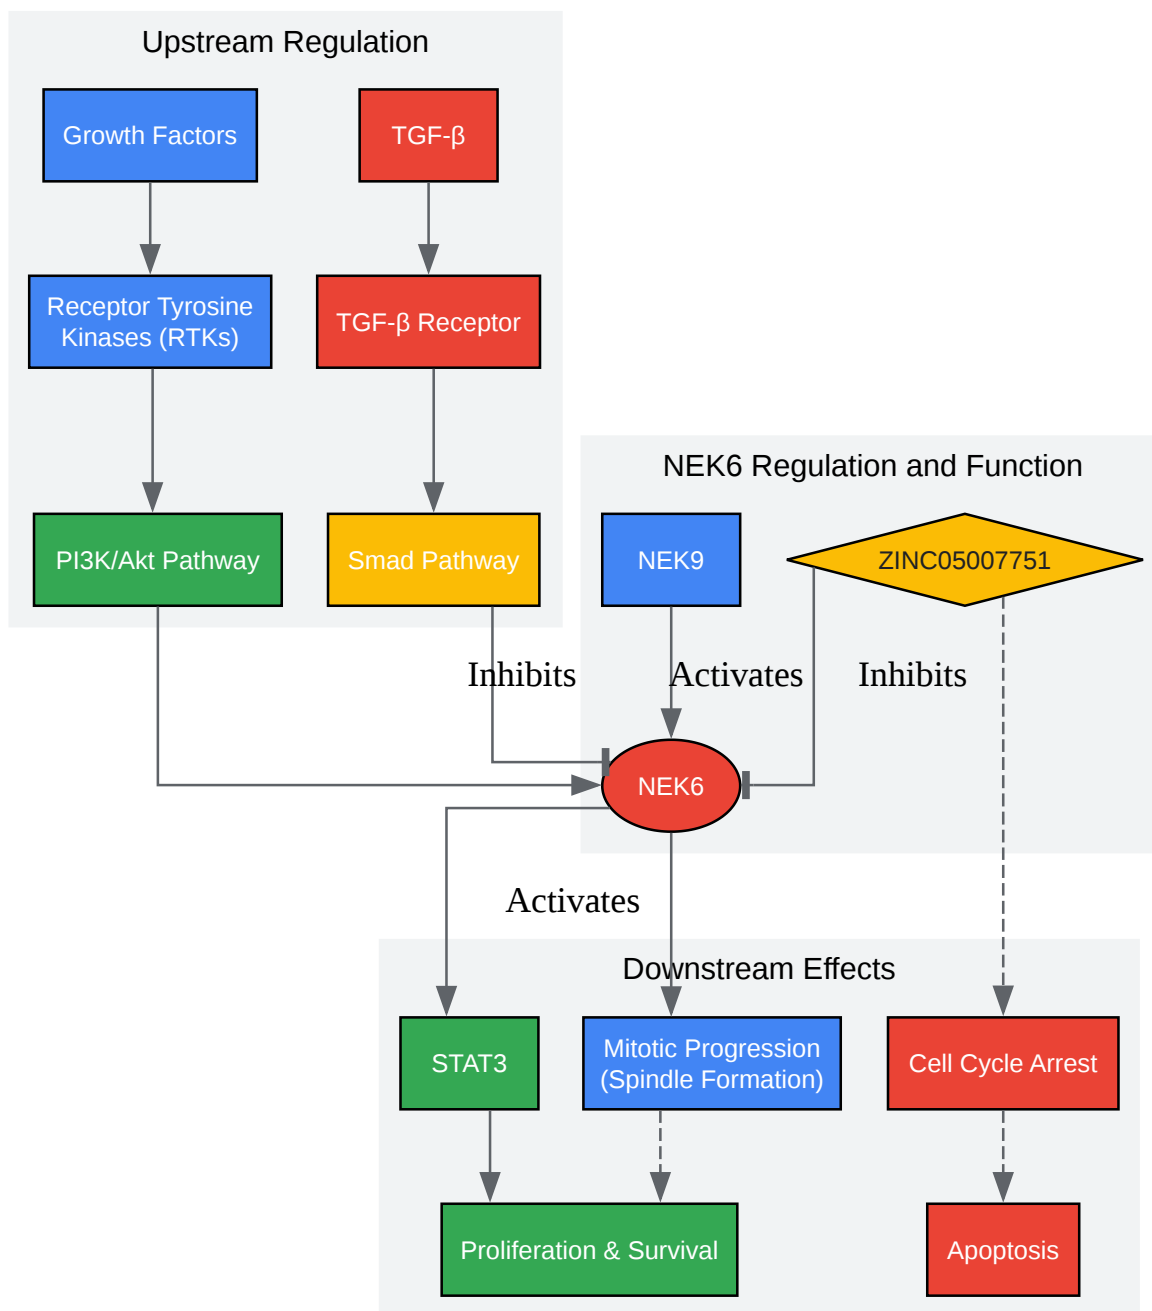 Upstream Regulation
Growth Factors
TGF-β
Receptor Tyrosine
Kinases (RTKs)
TGF-β Receptor
NEK6 Regulation and Function
PI3K/Akt Pathway
Smad Pathway
NEK9
ZINC05007751
Inhibits
Activates
Inhibits
NEK6
Activates
Downstream Effects
STAT3
Mitotic Progression
(Spindle Formation)
Cell Cycle Arrest
Proliferation & Survival
Apoptosis